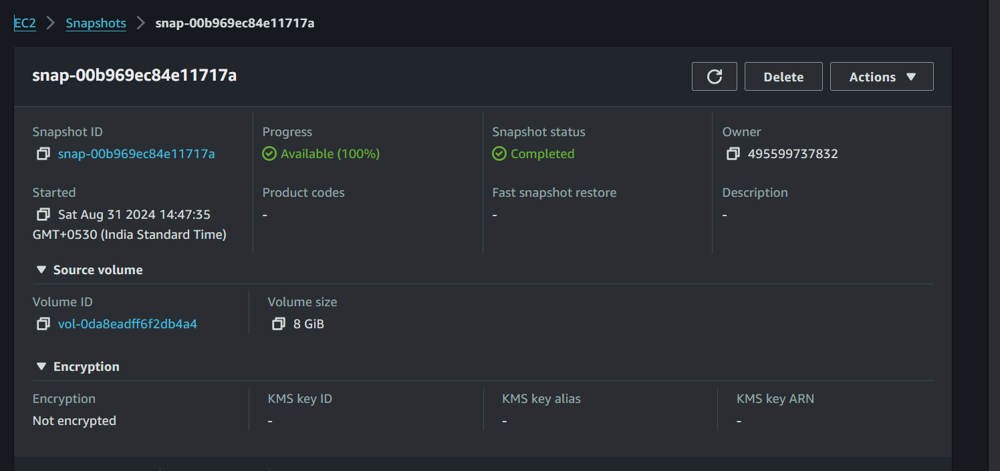 EC2 > Snapshots > snap-00b969ec84e11717a
snap-00b969ec84e11717a
Delete
Actions
Snapshot ID
snap-00b969ec84e11717a
Progress
Available (100%)
Snapshot status
Completed
Owner
495599737832
Started
Sat Aug 31 2024 14:47:35
GMT+0530 (India Standard Time)
Product codes
-
Fast snapshot restore
-
Description
-
Source volume
Volume ID
vol-0da8eadff6f2db4a4
Volume size
8 GiB
Encryption
Encryption
Not encrypted
KMS key ID
-
KMS key alias
-
KMS key ARN
-